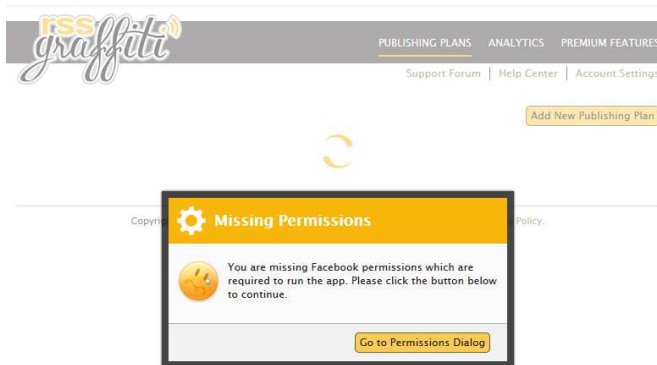 rss
graffiti
PUBLISHING PLANS ANALYTICS PREMIUM FEATURES
Support Forum | Help Center | Account Settings
Add New Publishing Plan
Missing Permissions
Policy.
You are missing Facebook permissions which are
required to run the app. Please click the button below
to continue.
Go to Permissions Dialog